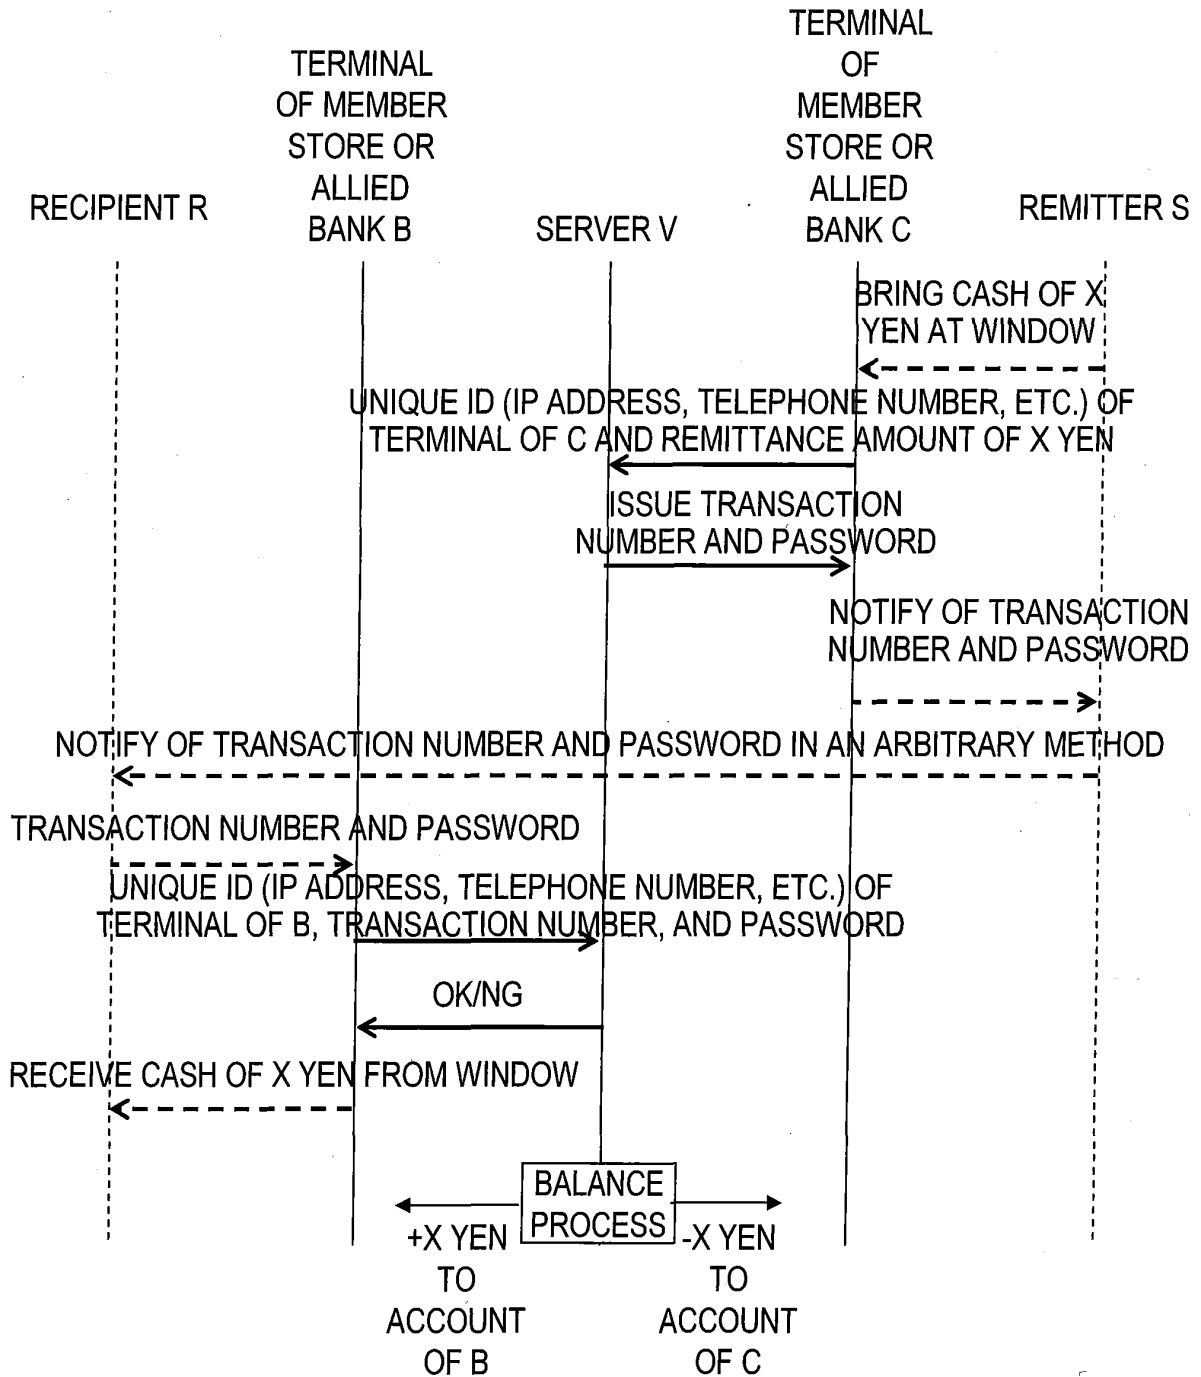 TERMINAL
OF
MEMBER
STORE OR
ALLIED
BANK C
TERMINAL
OF MEMBER
STORE OR
ALLIED
BANK B
RECIPIENT R
SERVER V
REMITTER S
BRING CASH OF X
YEN AT WINDOW
UNIQUE ID (IP ADDRESS, TELEPHONE NUMBER, ETC.) OF
TERMINAL OF C AND REMITTANCE AMOUNT OF X YEN
ISSUE TRANSACTION
NUMBER AND PASSWORD
NOTIFY OF TRANSACTION
NUMBER AND PASSWORD
NOTIFY OF TRANSACTION NUMBER AND PASSWORD IN AN ARBITRARY METHOD
TRANSACTION NUMBER AND PASSWORD
UNIQUE ID (IP ADDRESS, TELEPHONE NUMBER, ETC.) OF
TERMINAL OF B, TRANSACTION NUMBER, AND PASSWORD
OK/NG
RECEIVE CASH OF X YEN FROM WINDOW
BALANCE
PROCESS
+X YEN
TO
ACCOUNT
OF B
-X YEN
TO
ACCOUNT
OF C